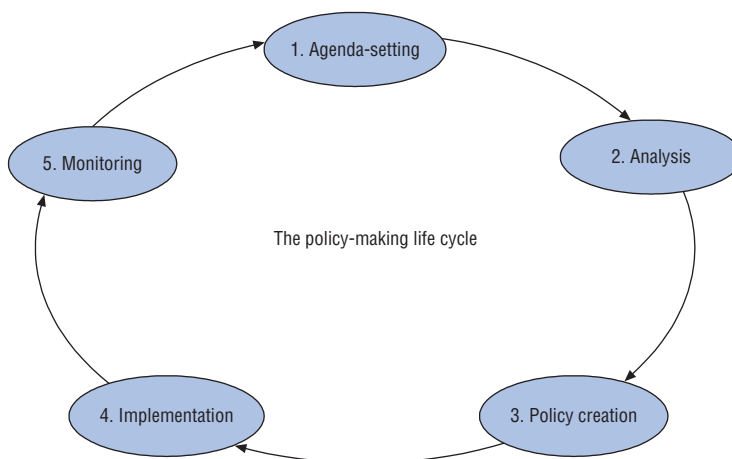 1. Agenda-setting
2. Analysis
5. Monitoring
The policy-making life cycle
4. Implementation
3. Policy creation